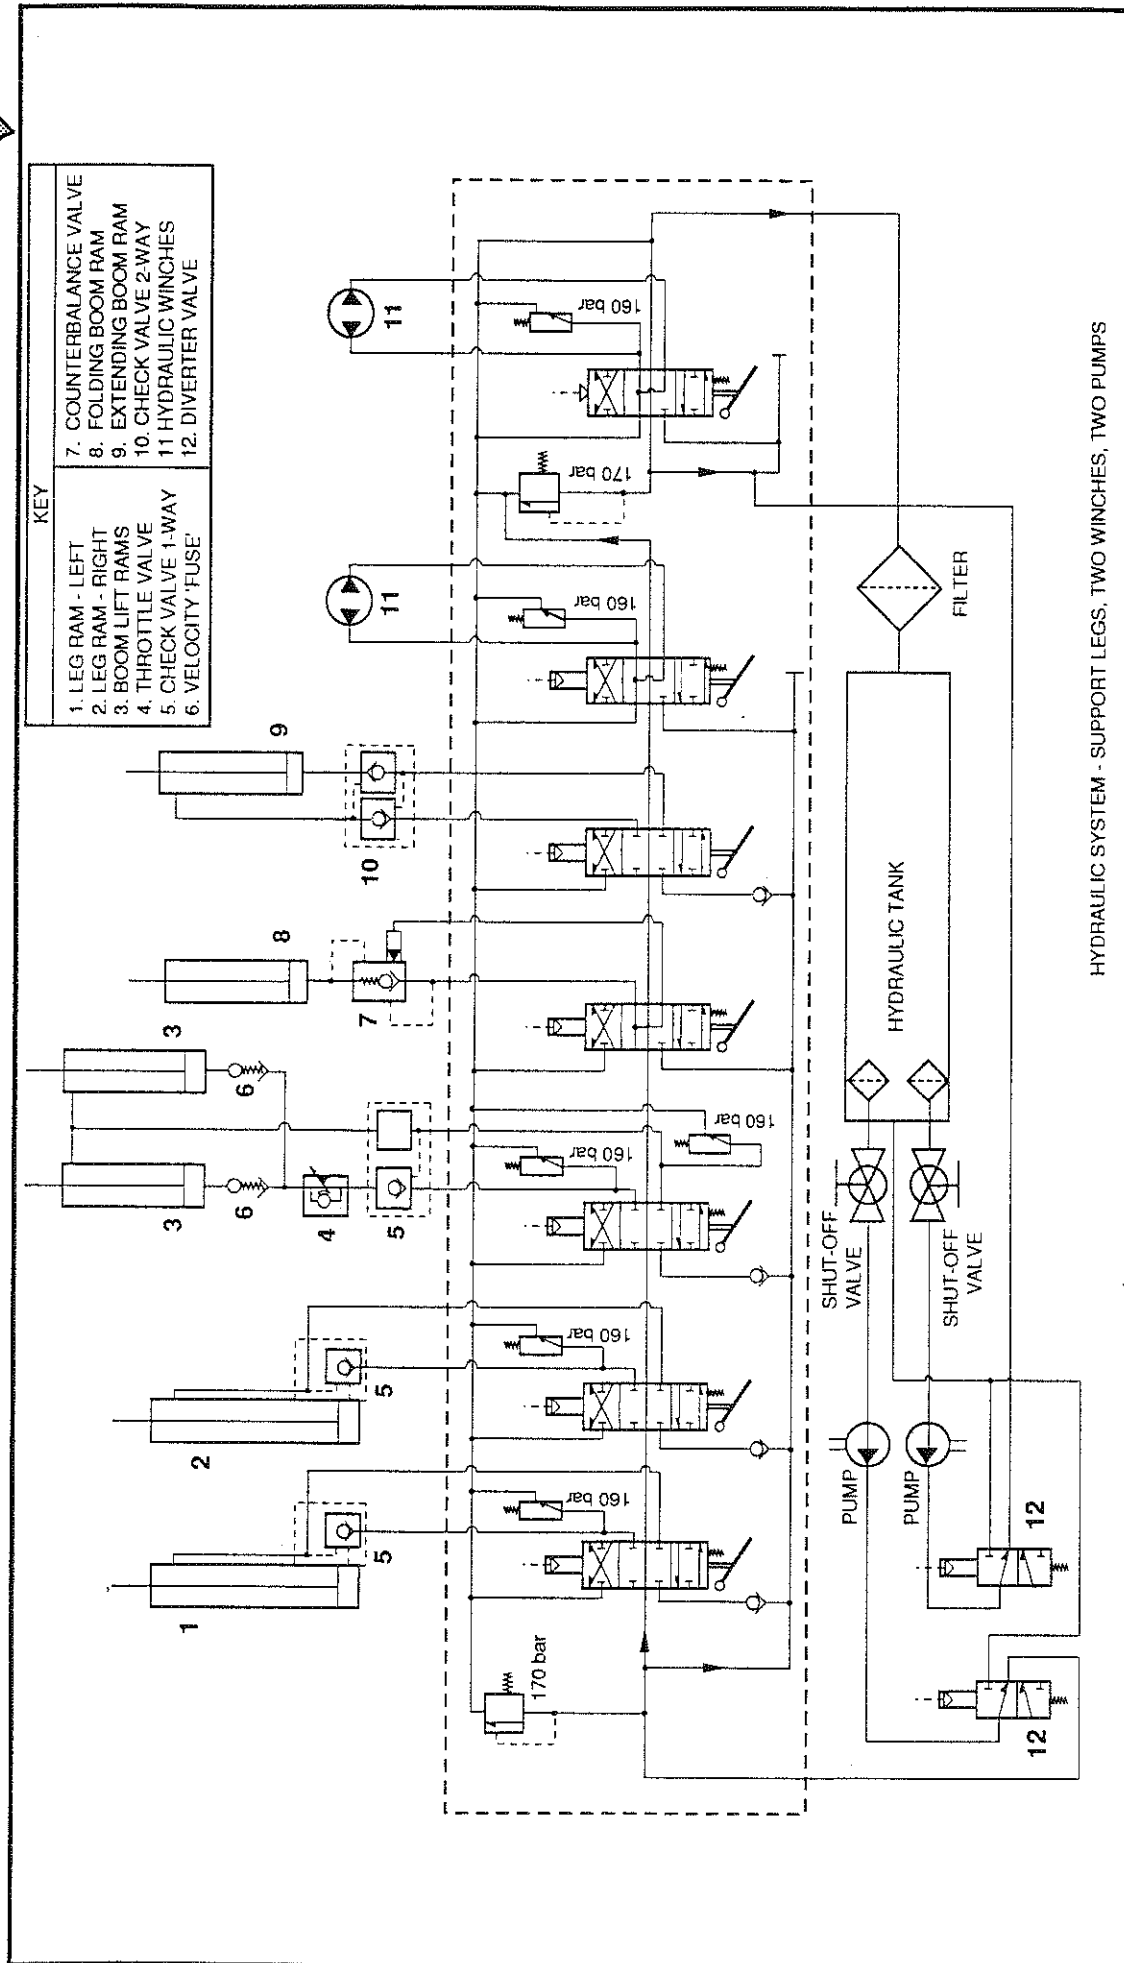 KEY
1. LEG RAM - LEFT
2. LEG RAM - RIGHT
3. BOOM LIFT RAMS
4. THROTTLE VALVE
5. CHECK VALVE 1-WAY
6. VELOCITY 'FUSE'
7. COUNTERBALANCE VALVE
8. FOLDING BOOM RAM
9. EXTENDING BOOM RAM
10. CHECK VALVE 2-WAY
11 HYDRAULIC WINCHES
12. DIVERTER VALVE
1
2
3
3
8
9
11
11
5
5
6
6
4
5
7
10
170 bar
160 bar
160 bar
160 bar
160 bar
160 bar
170 bar
160 bar
12
12
PUMP
PUMP
SHUT-OFF
VALVE
SHUT-OFF
VALVE
HYDRAULIC TANK
FILTER
HYDRAULIC SYSTEM - SUPPORT LEGS, TWO WINCHES, TWO PUMPS